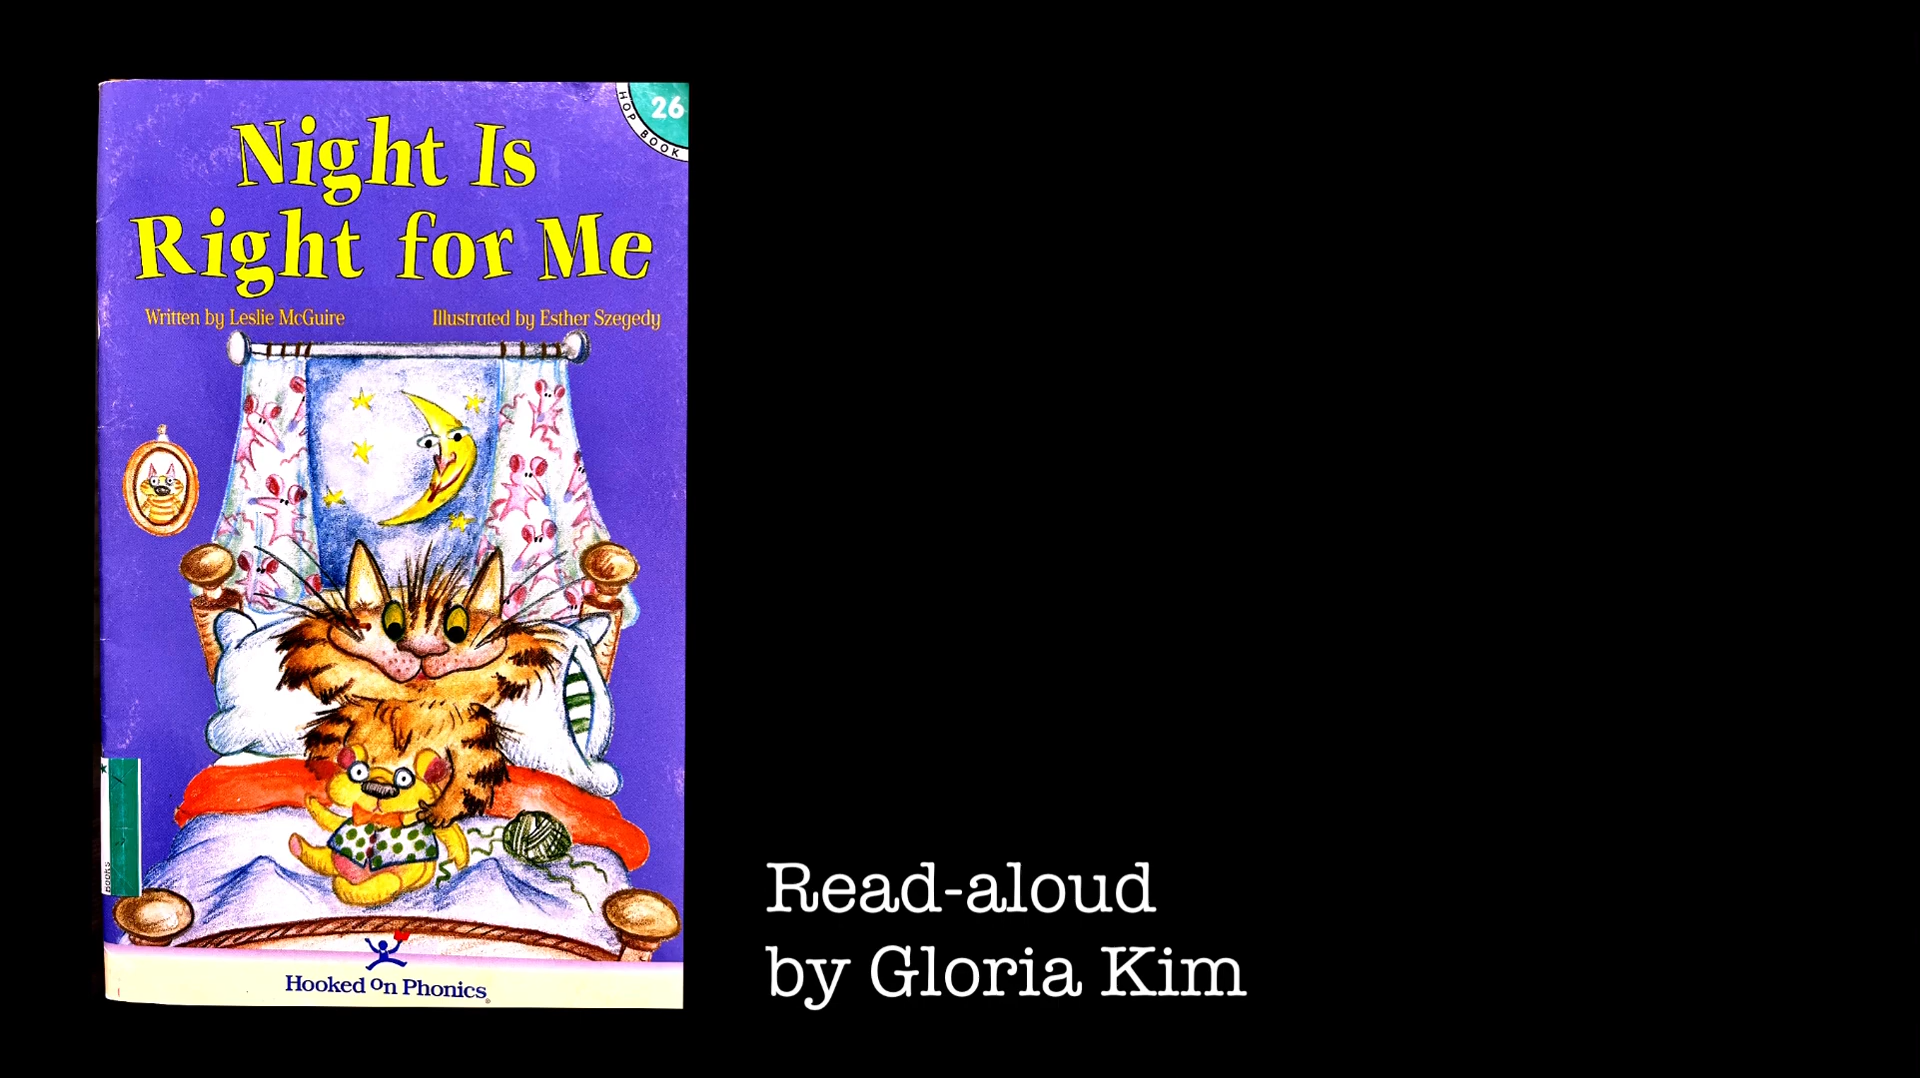 Night Is
Right for Me
Written by Leslie McGuire
Illustrated by Esther Szegedy
26
HOP BOOK
books
Hooked on Phonics
Read-aloud
by Gloria Kim